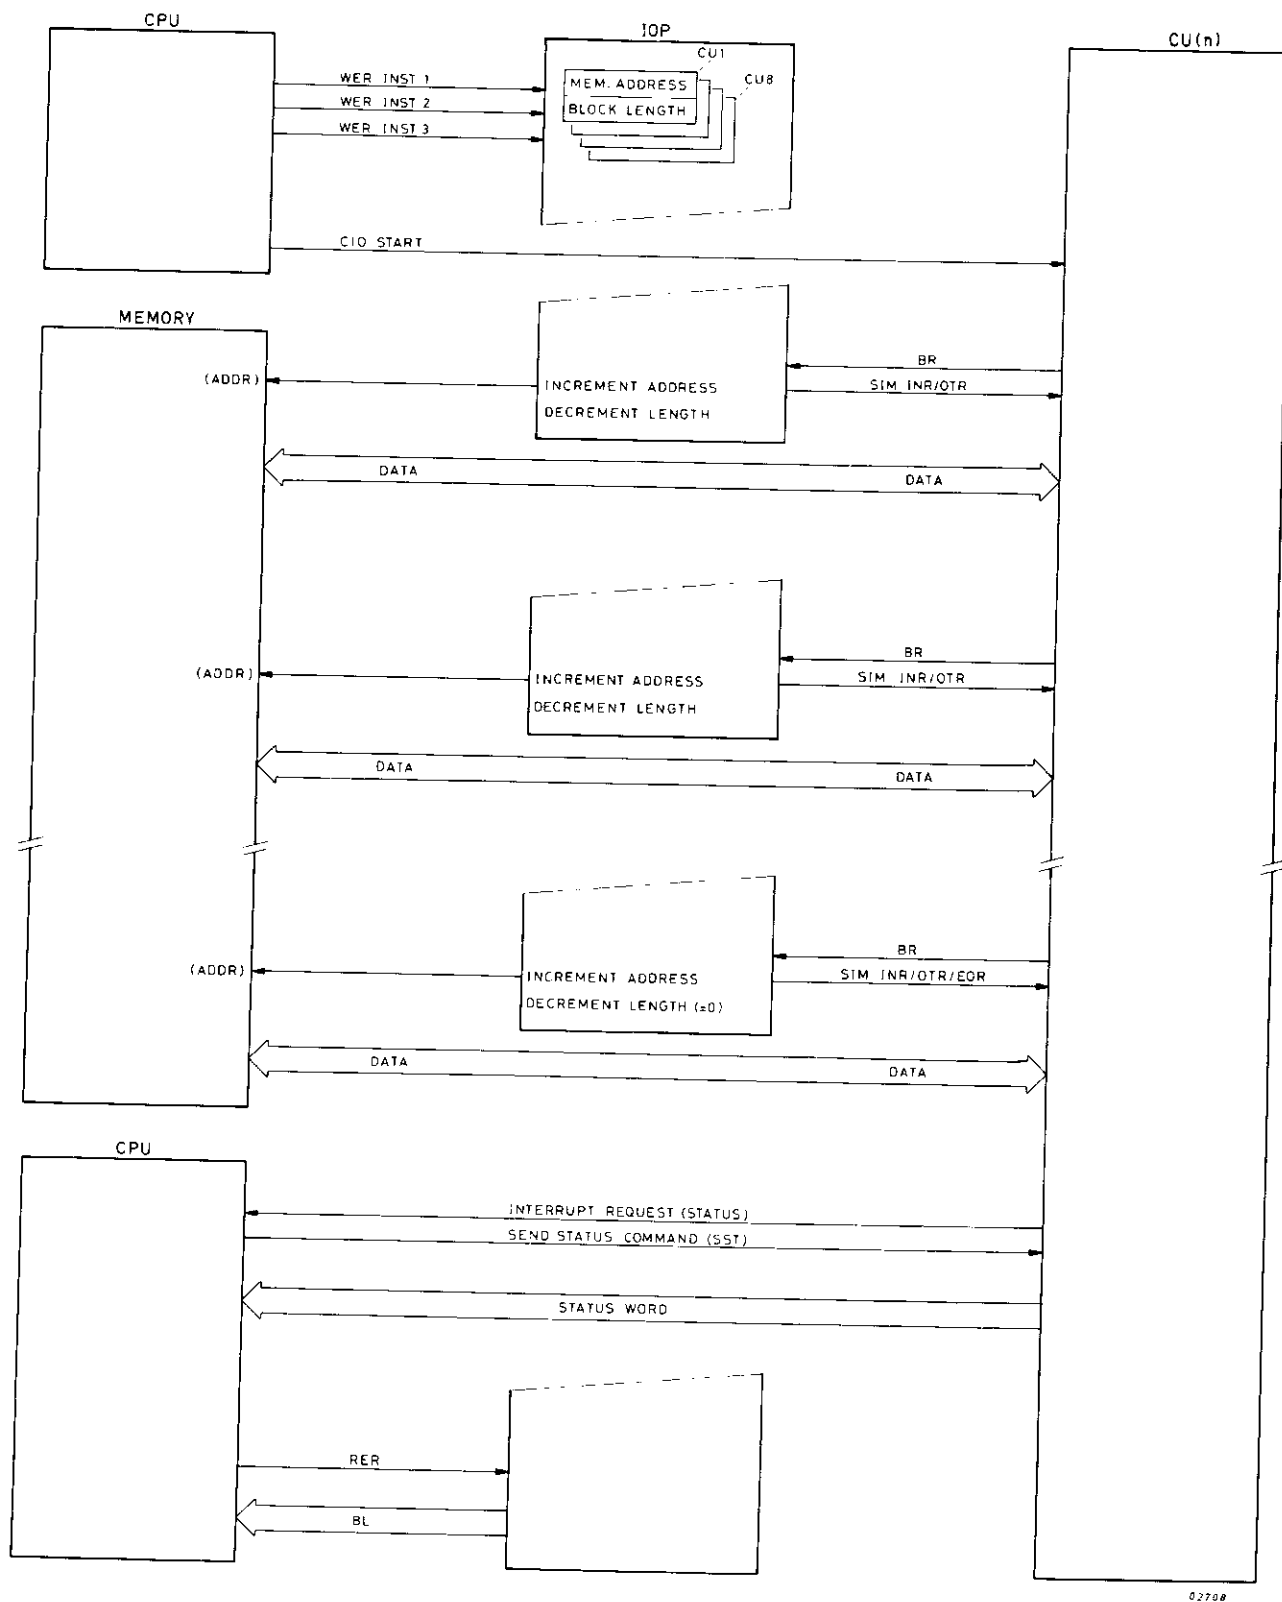 CPU
IOP
CU(n)
CU1
CU8
WER INST 1
WER INST 2
WER INST 3
MEM. ADDRESS
BLOCK LENGTH
CIO START
MEMORY
(ADDR)
INCREMENT ADDRESS
DECREMENT LENGTH
BR
SIM INR/OTR
DATA
DATA
(ADDR)
INCREMENT ADDRESS
DECREMENT LENGTH
BR
SIM INR/OTR
DATA
DATA
(ADDR)
INCREMENT ADDRESS
DECREMENT LENGTH (=0)
BR
SIM INR/OTR/EOR
DATA
DATA
CPU
INTERRUPT REQUEST (STATUS)
SEND STATUS COMMAND (SST)
STATUS WORD
RER
BL
02708